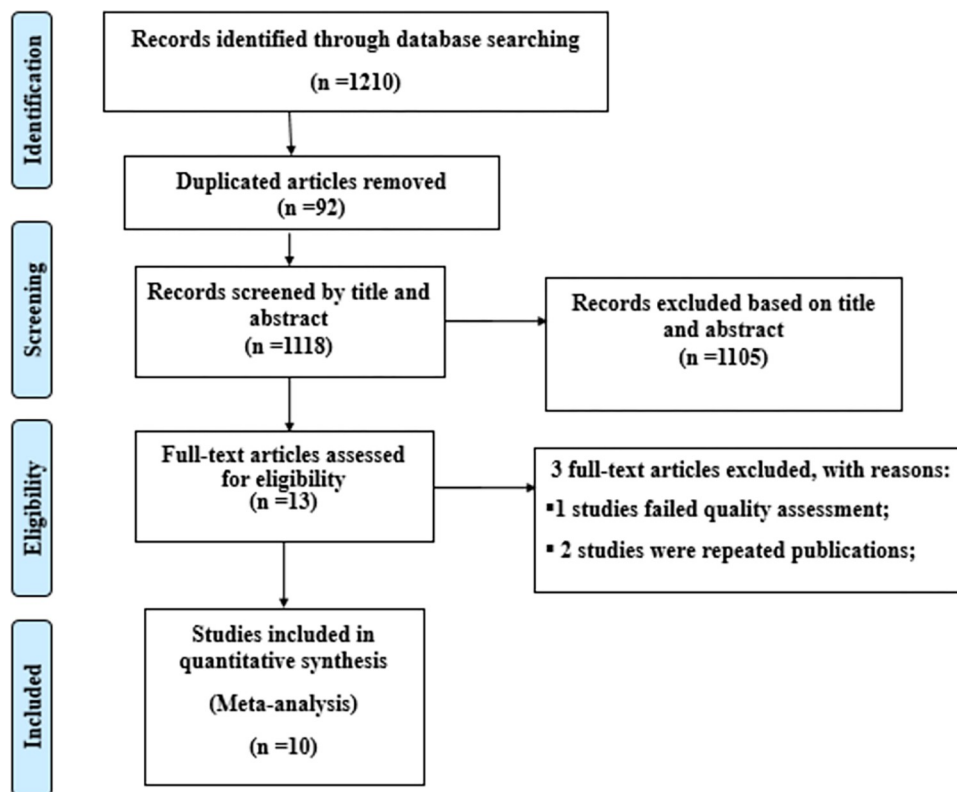 Identification
Records identified through database searching
(n =1210)
Duplicated articles removed
(n =92)
Screening
Records screened by title and
abstract
(n =1118)
Records excluded based on title
and abstract
(n =1105)
Eligibility
Full-text articles assessed
for eligibility
(n =13)
3 full-text articles excluded, with reasons:
▪1 studies failed quality assessment;
▪ 2 studies were repeated publications;
Included
Studies included in
quantitative synthesis
(Meta-analysis)
(n =10)